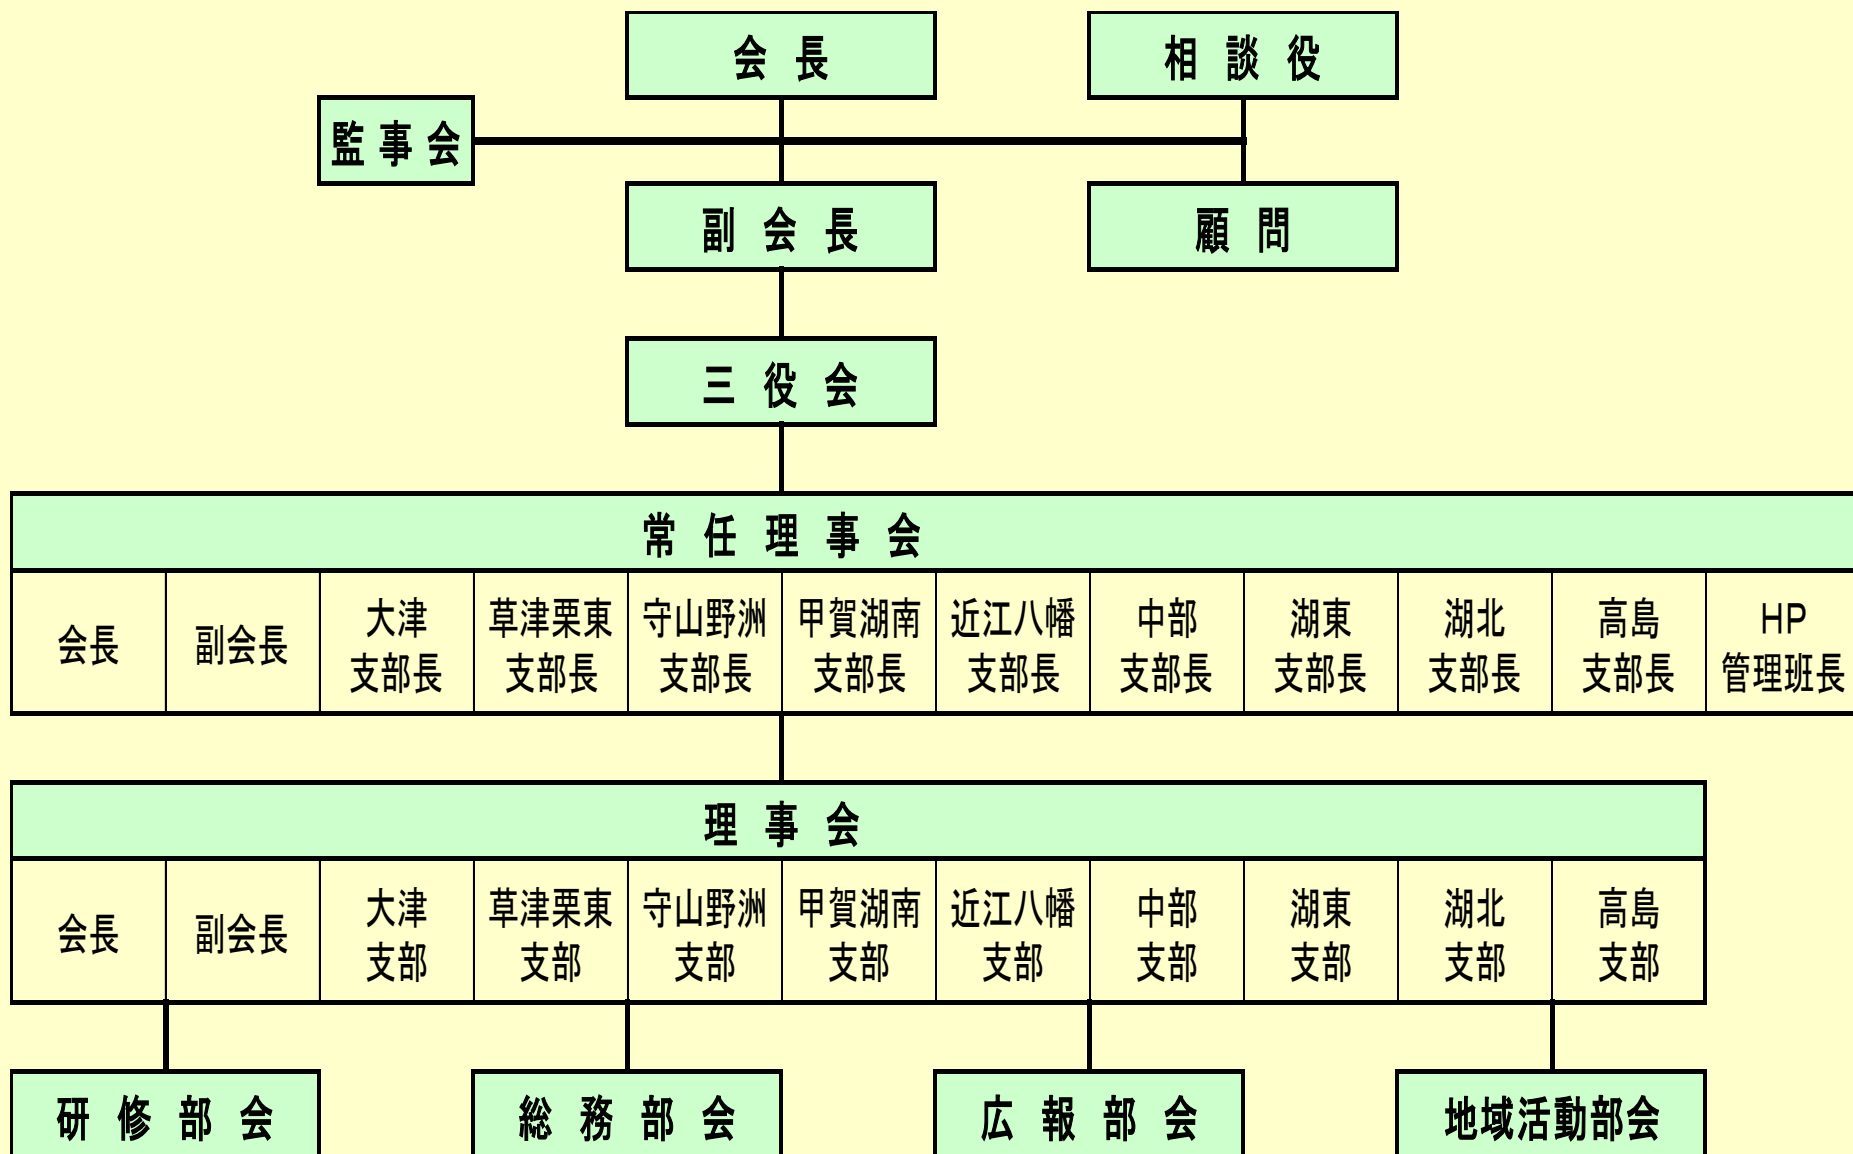 会長
相談役
監事会
副会長
顧問
三役会
常任理事会
会長
副会長
大津
支部長
草津栗東
支部長
守山野洲
支部長
甲賀湖南
支部長
近江八幡
支部長
中部
支部長
湖東
支部長
湖北
支部長
高島
支部長
HP
管理班長
理事会
会長
副会長
大津
支部
草津栗東
支部
守山野洲
支部
甲賀湖南
支部
近江八幡
支部
中部
支部
湖東
支部
湖北
支部
高島
支部
研修部会
総務部会
広報部会
地域活動部会